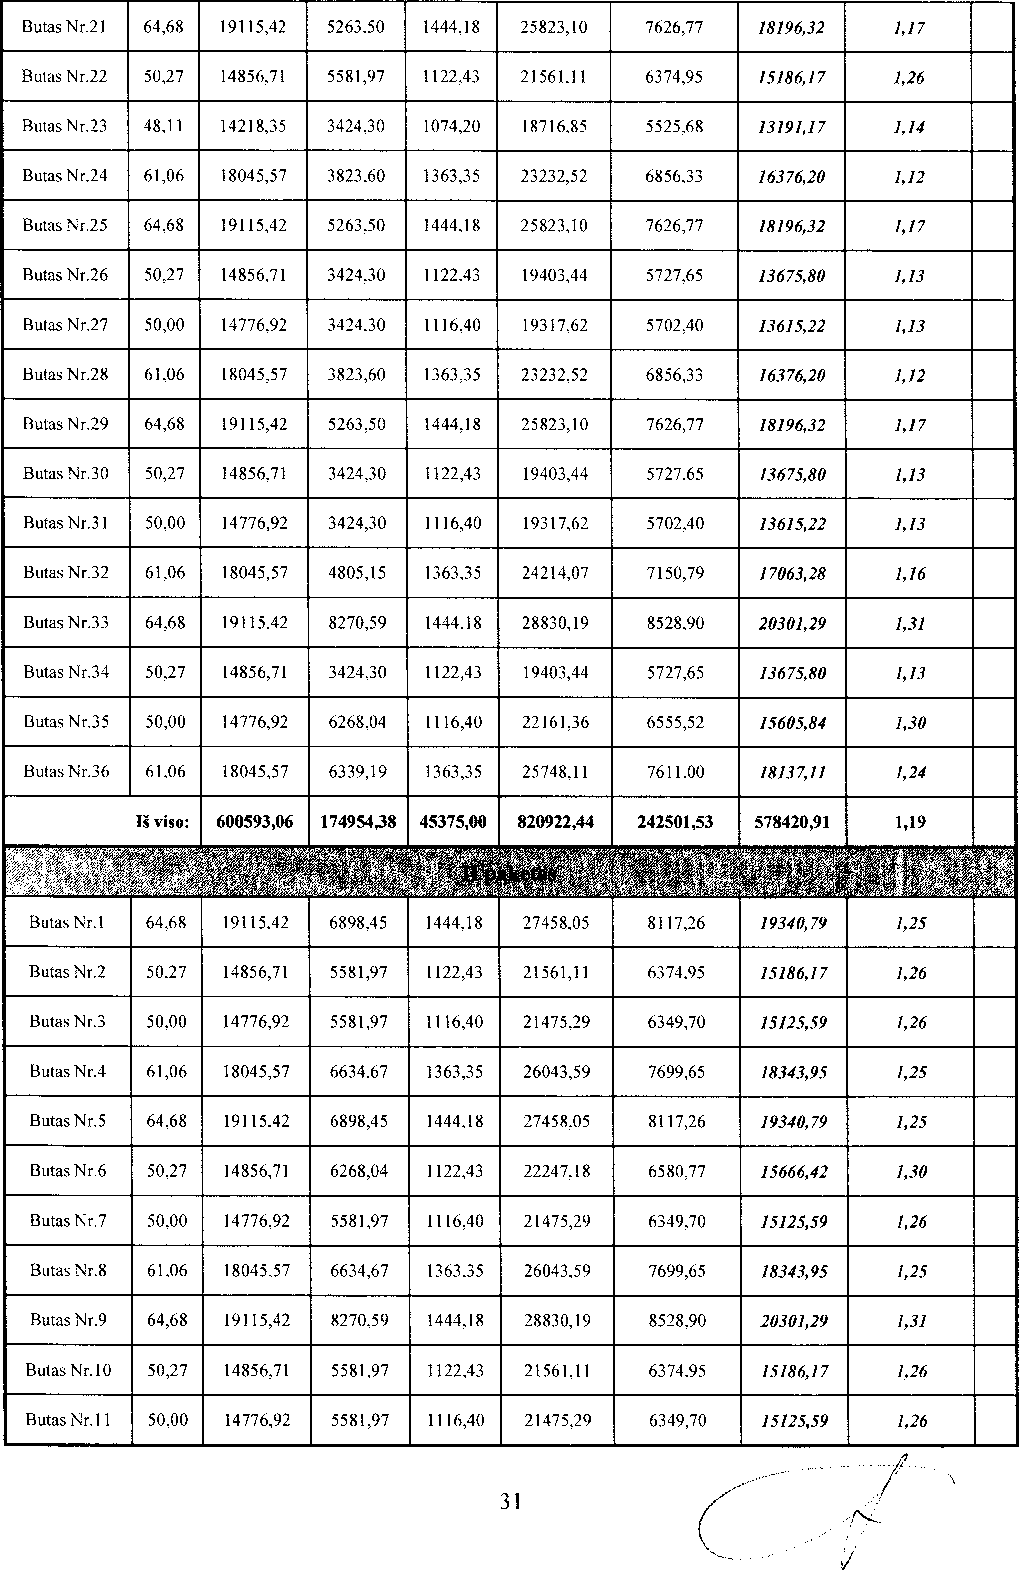 Butas Nr.21 64,68 19115,42 5263,50 1444,18 25823,10 7626,77 18196,32 1,17
Butas Nr.22 50,27 14856,71 5581,97 1122,43 21561,11 6374,95 15186,17 1,26
Butas Nr.23 48,11 14218,35 3424,30 1074,20 18716,85 5525,68 13191,17 1,14
Butas Nr.24 61,06 18045,57 3823,60 1363,35 23232,52 6856,33 16376,20 1,12
Butas Nr.25 64,68 19115,42 5263,50 1444,18 25823,10 7626,77 18196,32 1,17
Butas Nr.26 50,27 14856,71 3424,30 1122,43 19403,44 5727,65 13675,80 1,13
Butas Nr.27 50,00 14776,92 3424,30 1116,40 19317,62 5702,40 13615,22 1,13
Butas Nr.28 61,06 18045,57 3823,60 1363,35 23232,52 6856,33 16376,20 1,12
Butas Nr.29 64,68 19115,42 5263,50 1444,18 25823,10 7626,77 18196,32 1,17
Butas Nr.30 50,27 14856,71 3424,30 1122,43 19403,44 5727,65 13675,80 1,13
Butas Nr.31 50,00 14776,92 3424,30 1116,40 19317,62 5702,40 13615,22 1,13
Butas Nr.32 61,06 18045,57 4805,15 1363,35 24214,07 7150,79 17063,28 1,16
Butas Nr.33 64,68 19115,42 8270,59 1444,18 28830,19 8528,90 20301,29 1,31
Butas Nr.34 50,27 14856,71 3424,30 1122,43 19403,44 5727,65 13675,80 1,13
Butas Nr.35 50,00 14776,92 6268,04 1116,40 22161,36 6555,52 15605,84 1,30
Butas Nr.36 61,06 18045,57 6339,19 1363,35 25748,11 7611,00 18137,11 1,24
Iš viso: 600593,06 174954,38 45375,00 820922,44 242501,53 578420,91 1,19
Butas Nr.1 64,68 19115,42 6898,45 1444,18 27458,05 8117,26 19340,79 1,25
Butas Nr.2 50,27 14856,71 5581,97 1122,43 21561,11 6374,95 15186,17 1,26
Butas Nr.3 50,00 14776,92 5581,97 1116,40 21475,29 6349,70 15125,59 1,26
Butas Nr.4 61,06 18045,57 6634,67 1363,35 26043,59 7699,65 18343,95 1,25
Butas Nr.5 64,68 19115,42 6898,45 1444,18 27458,05 8117,26 19340,79 1,25
Butas Nr.6 50,27 14856,71 6268,04 1122,43 22247,18 6580,77 15666,42 1,30
Butas Nr.7 50,00 14776,92 5581,97 1116,40 21475,29 6349,70 15125,59 1,26
Butas Nr.8 61,06 18045,57 6634,67 1363,35 26043,59 7699,65 18343,95 1,25
Butas Nr.9 64,68 19115,42 8270,59 1444,18 28830,19 8528,90 20301,29 1,31
Butas Nr.10 50,27 14856,71 5581,97 1122,43 21561,11 6374,95 15186,17 1,26
Butas Nr.11 50,00 14776,92 5581,97 1116,40 21475,29 6349,70 15125,59 1,26
31